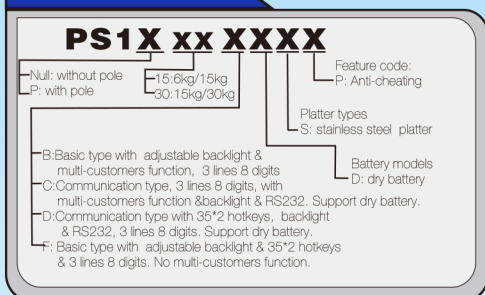 PS1X xx XXXX
Null: without pole
P: with pole
15:6kg/15kg
30:15kg/30kg
Feature code:
P: Anti-cheating
Platter types
S: stainless steel platter
Battery models
D: dry battery
B:Basic type with adjustable backlight &
multi-customers function, 3 lines 8 digits
C:Communication type, 3 lines 8 digits, with
multi-customers function &backlight & RS232. Support dry battery.
D:Communication type with 35*2 hotkeys, backlight
& RS232, 3 lines 8 digits. Support dry battery.
F: Basic type with adjustable backlight & 35*2 hotkeys
& 3 lines 8 digits. No multi-customers function.